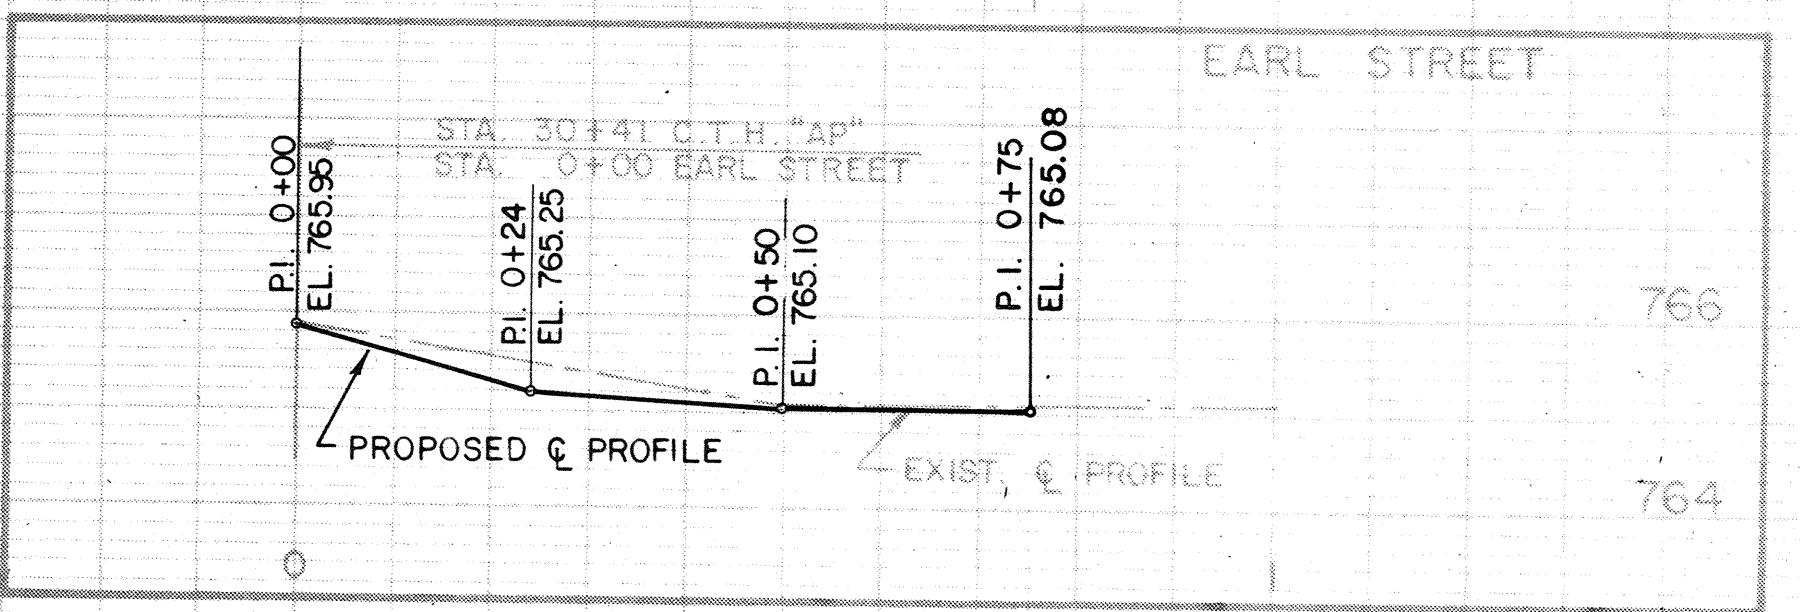 EARL STREET
STA. 30+41 C.T.H. "AP"
STA. 0+00 EARL STREET
P.I. 0+00
EL. 765.95
P.I. 0+24
EL. 765.25
P.I. 0+50
EL. 765.10
P.I. 0+75
EL. 765.08
766
PROPOSED ℄ PROFILE
EXIST. ℄ PROFILE
764
0
1